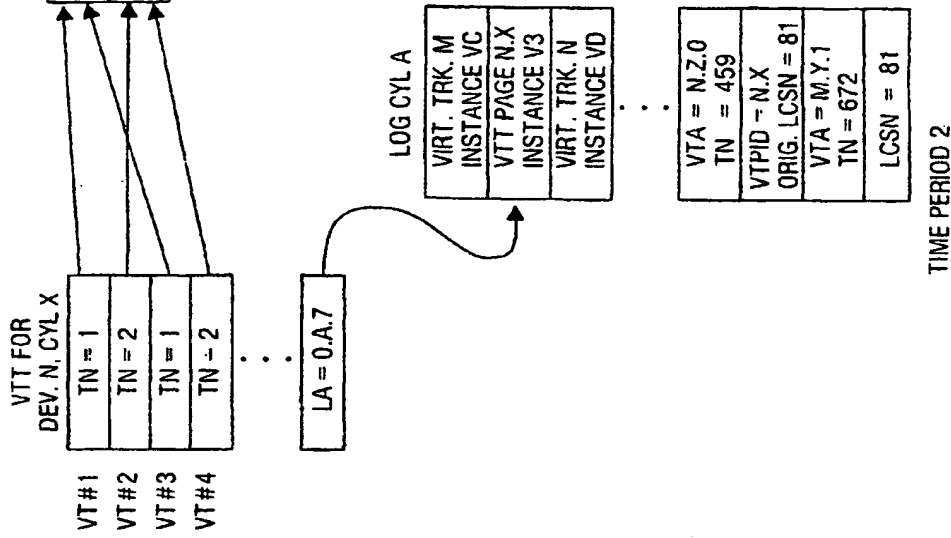 VTT FOR
DEV. N, CYL X
VT#1
TN = 1
VT#2
TN = 2
VT#3
TN = 1
VT#4
TN - 2
LA = 0.A.7
LOG CYL A
VIRT. TRK. M
INSTANCE VC
VTT PAGE N.X
INSTANCE V3
VIRT. TRK. N
INSTANCE VD
VTA = N.Z.0
TN = 459
VTPID - N.X
ORIG. LCSN = 81
VTA = M.Y.1
TN = 672
LCSN = 81
TIME PERIOD 2